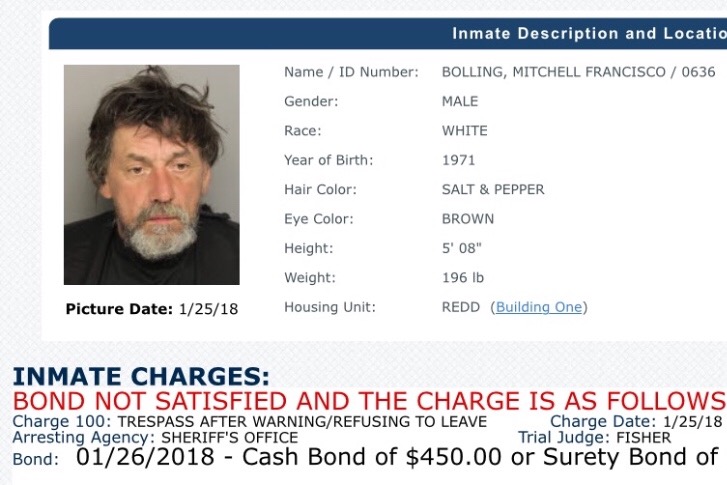 Inmate Description and Locatio
Name / ID Number: BOLLING, MITCHELL FRANCISCO / 0636
Gender: MALE
Race: WHITE
Year of Birth: 1971
Hair Color: SALT & PEPPER
Eye Color: BROWN
Height: 5' 08"
Weight: 196 lb
Housing Unit: REDD (Building One)
Picture Date: 1/25/18
INMATE CHARGES:
BOND NOT SATISFIED AND THE CHARGE IS AS FOLLOWS
Charge 100: TRESPASS AFTER WARNING/REFUSING TO LEAVE Charge Date: 1/25/18
Arresting Agency: SHERIFF'S OFFICE Trial Judge: FISHER
Bond: 01/26/2018 - Cash Bond of $450.00 or Surety Bond of